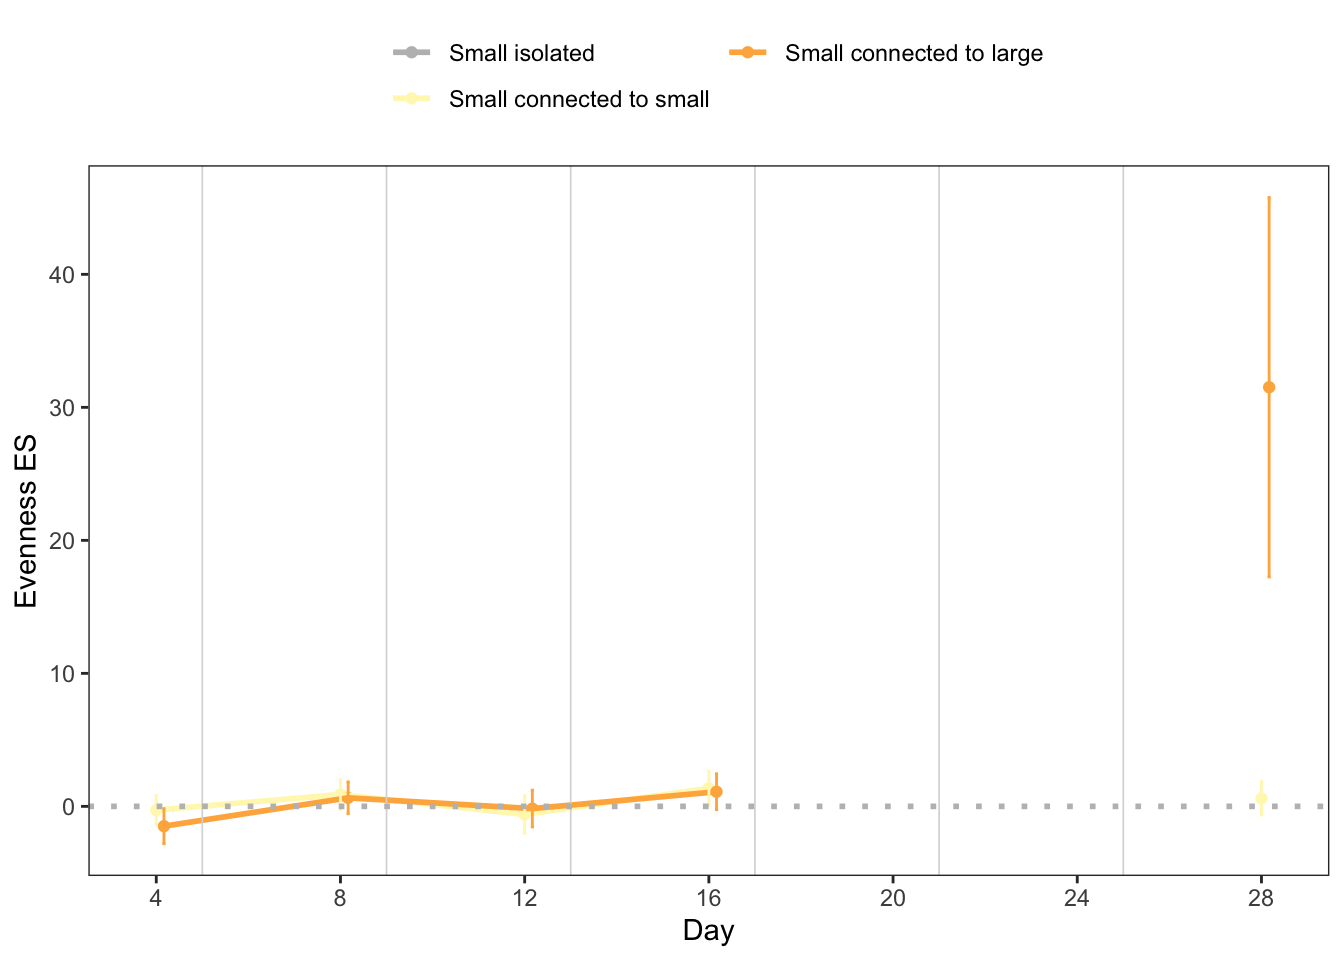 Small isolated
Small connected to large
Small connected to small
Evenness ES
40
30
20
10
0
4 8 12 16 20 24 28
Day